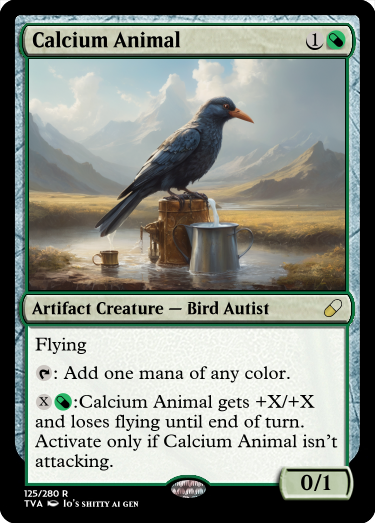 Calcium Animal 1
Artifact Creature — Bird Autist
Flying
: Add one mana of any color.
X :Calcium Animal gets +X/+X
and loses flying until end of turn.
Activate only if Calcium Animal isn't
attacking.
0/1
125/280 R
TVA Io's shitty ai gen